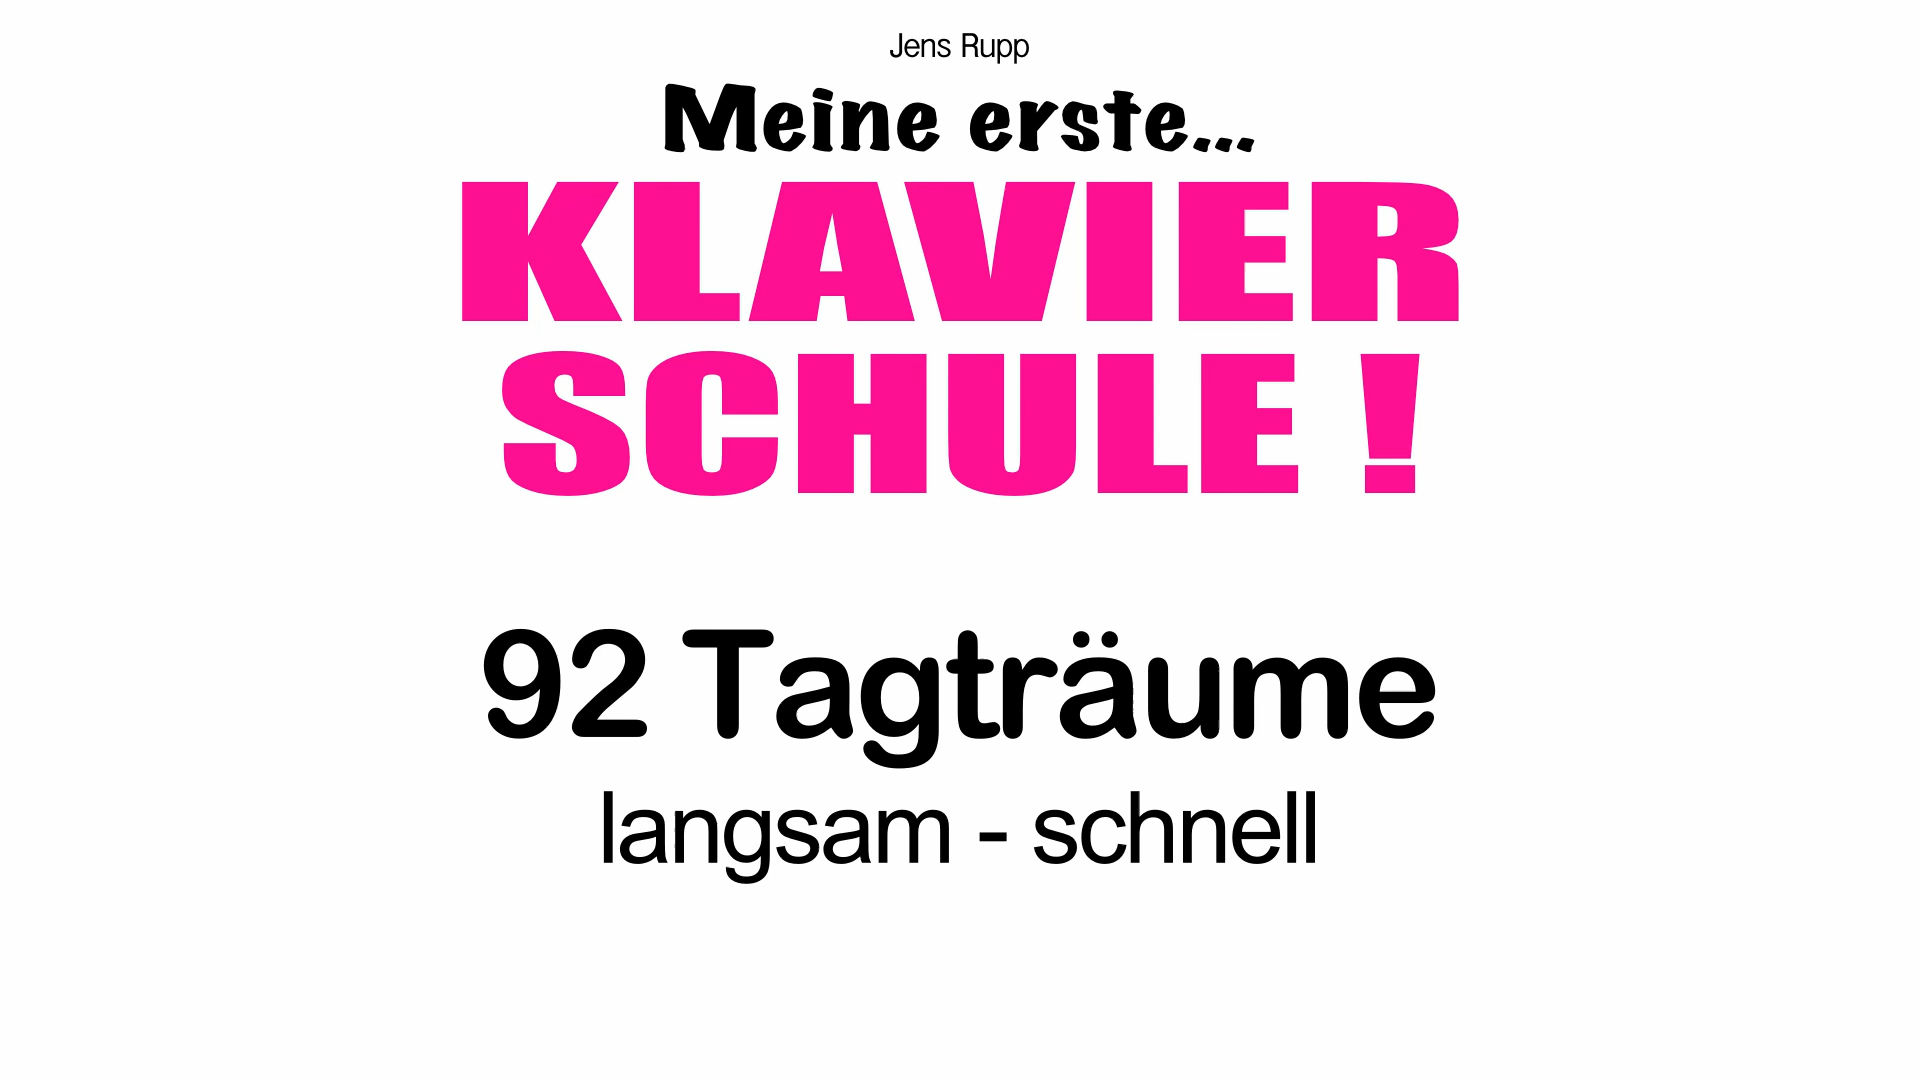 Jens Rupp
Meine erste...
KLAVIER
SCHULE !
92 Tagträume
langsam - schnell